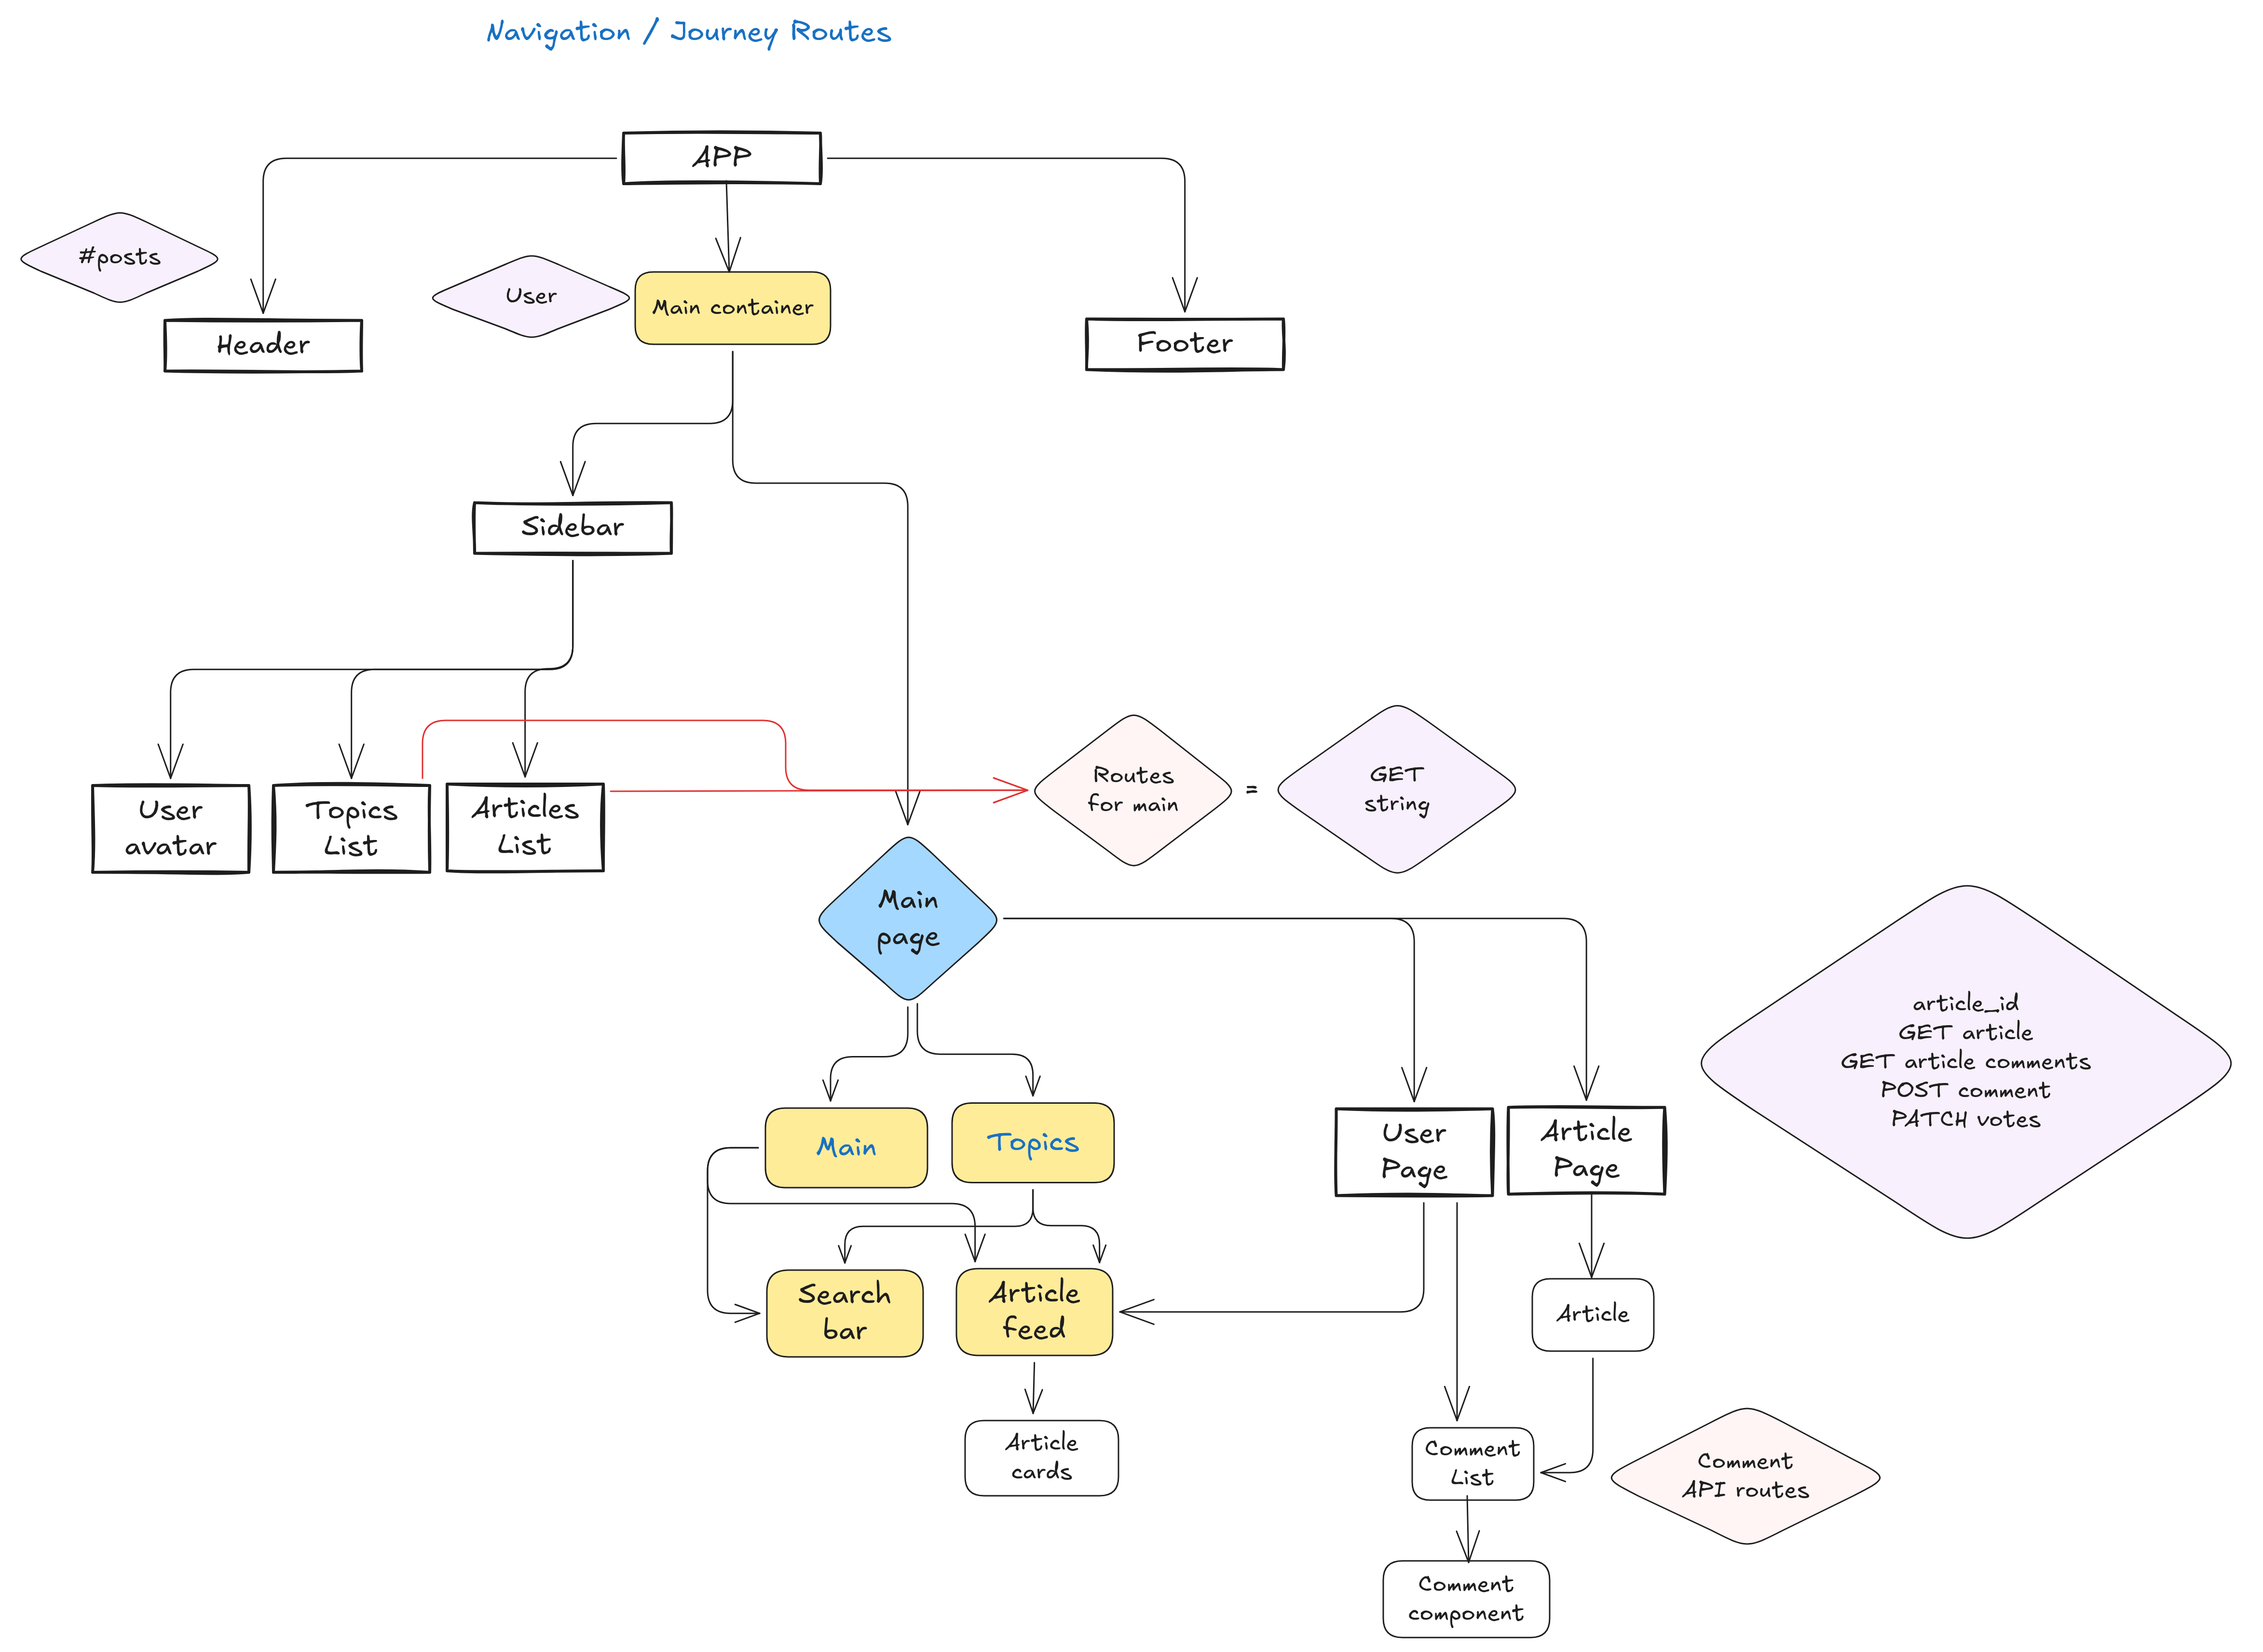 Navigation / Journey Routes
APP
#posts
User
Main container
Header
Footer
Sidebar
User
avatar
Topics
List
Articles
List
Routes
for main
=
GET
string
Main
page
article_id
GET article
GET article comments
POST comment
PATCH votes
Main
Topics
User
Page
Article
Page
Search
bar
Article
feed
Article
Article
cards
Comment
List
Comment
API routes
Comment
component